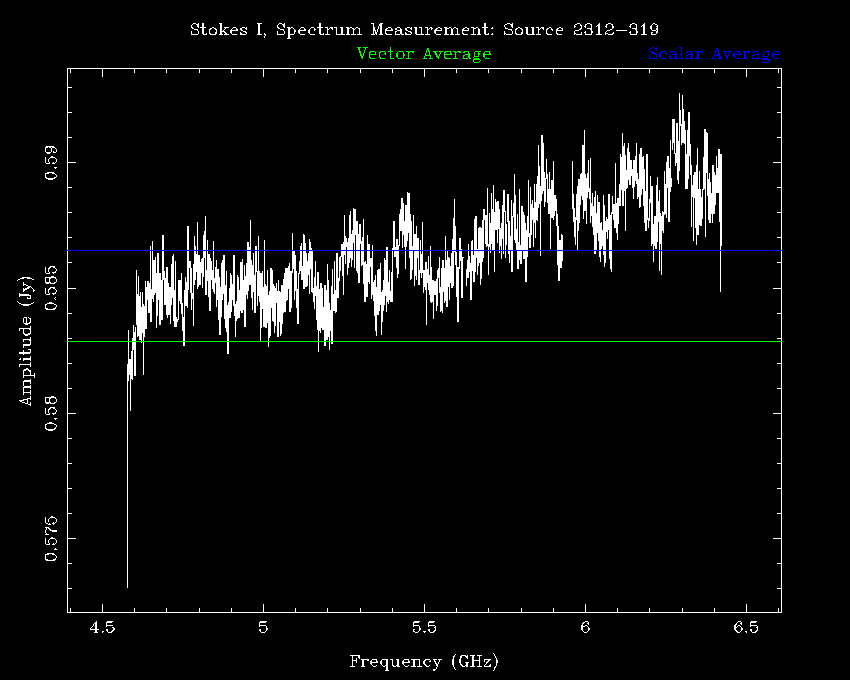 Stokes I, Spectrum Measurement: Source 2312−319
Vector Average
Scalar Average
0.59
0.585
0.58
0.575
Amplitude (Jy)
4.5 5 5.5 6 6.5
Frequency (GHz)